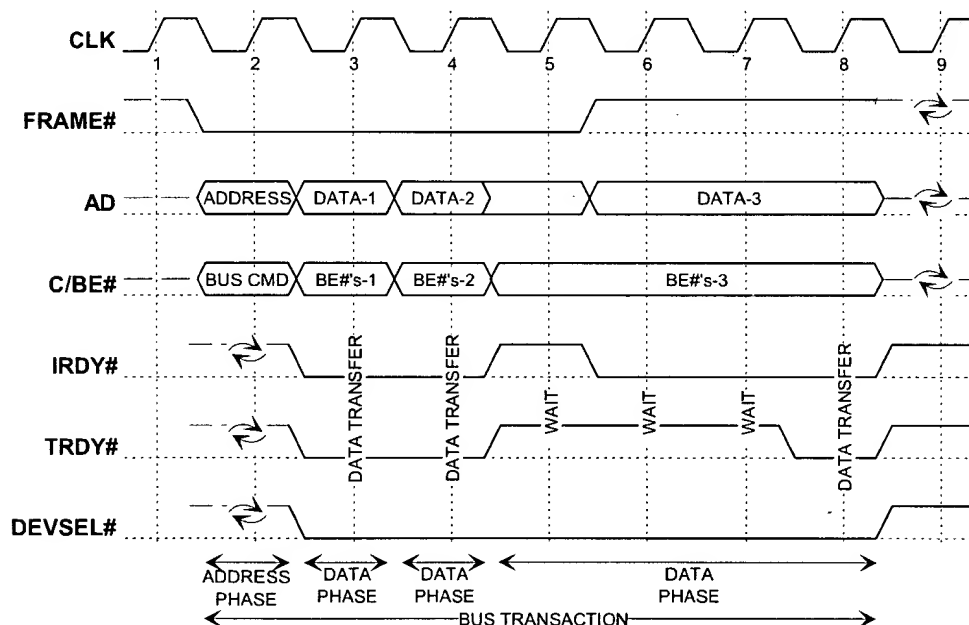 CLK
1 2 3 4 5 6 7 8 9
FRAME#
AD
ADDRESS DATA-1 DATA-2 DATA-3
C/BE#
BUS CMD BE#'s-1 BE#'s-2 BE#'s-3
IRDY#
TRDY#
DATA TRANSFER
DATA TRANSFER
WAIT
WAIT
WAIT
DATA TRANSFER
DEVSEL#
ADDRESS
PHASE
DATA
PHASE
DATA
PHASE
DATA
PHASE
BUS TRANSACTION